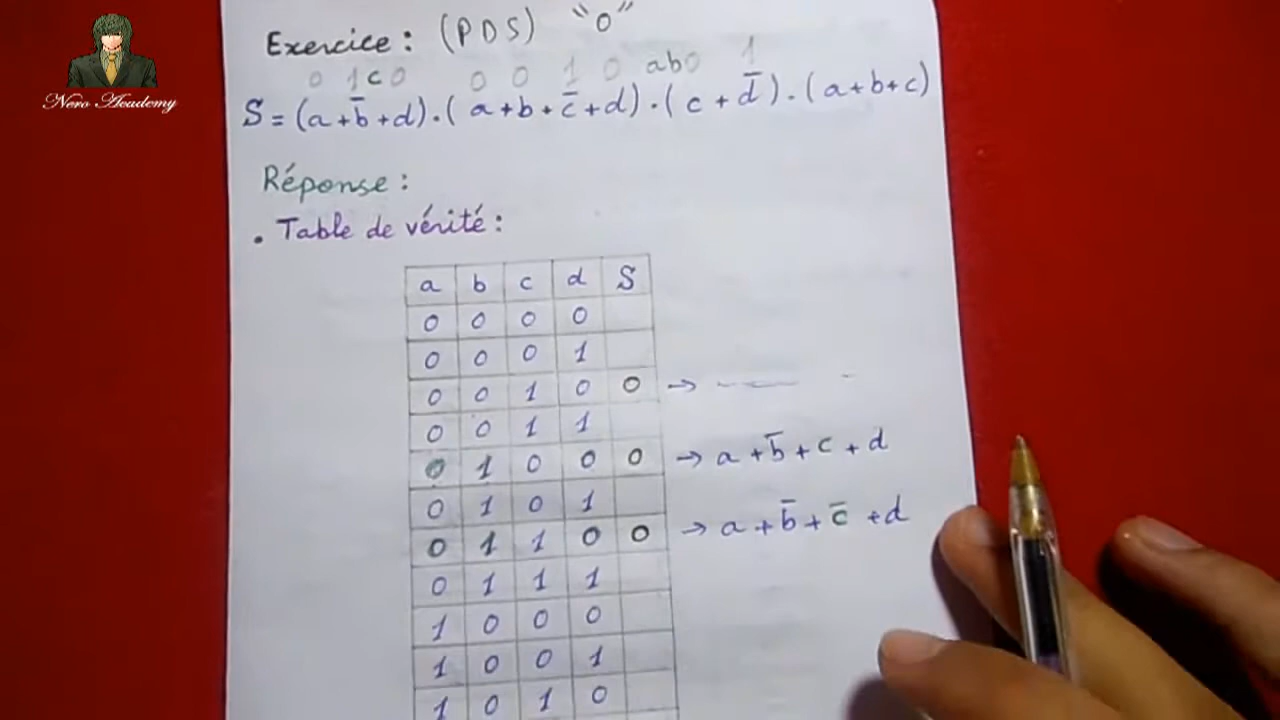 Nero Academy
Exercice : (PDS) "0"
0 1 c 0 0 0 1 0 a b 0 1
S = (a + b̄ + d) . ( a + b + c̄ + d) . ( c + d̄ ) . ( a + b + c)
Réponse :
. Table de vérité :
a b c d S
0 0 0 0
0 0 0 1
0 0 1 0 0 →
0 0 1 1
0 1 0 0 0 → a + b̄ + c + d
0 1 0 1
0 1 1 0 0 → a + b̄ + c̄ + d
0 1 1 1
1 0 0 0
1 0 0 1
1 0 1 0